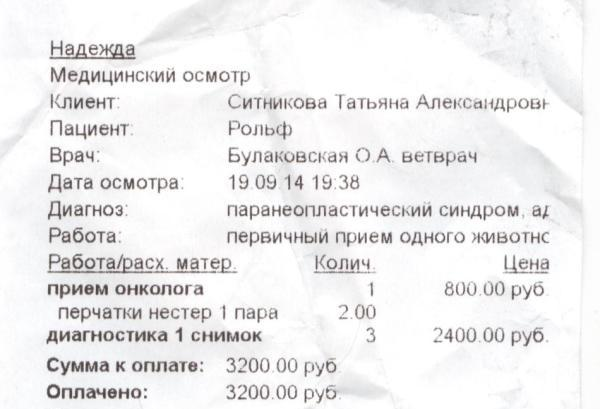 Надежда
Медицинский осмотр
Клиент: Ситникова Татьяна Александровн
Пациент: Рольф
Врач: Булаковская О.А. ветврач
Дата осмотра: 19.09.14 19:38
Диагноз: паранеопластический синдром, ад
Работа: первичный прием одного животно
Работа/расх. матер. Колич. Цена
прием онколога 1 800.00 руб.
перчатки нестер 1 пара 2.00
диагностика 1 снимок 3 2400.00 руб.
Сумма к оплате: 3200.00 руб.
Оплачено: 3200.00 руб.